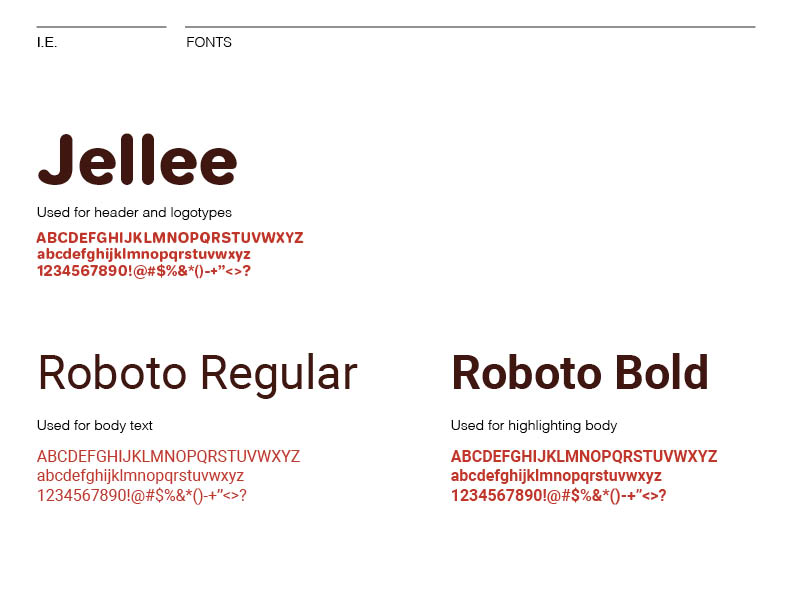 I.E.
FONTS
Jellee
Used for header and logotypes
ABCDEFGHIJKLMNOPQRSTUVWXYZ
abcdefghijklmnopqrstuvwxyz
1234567890!@#$%&*()-+”<>?
Roboto Regular
Used for body text
ABCDEFGHIJKLMNOPQRSTUVWXYZ
abcdefghijklmnopqrstuvwxyz
1234567890!@#$%&*()-+”<>?
Roboto Bold
Used for highlighting body
ABCDEFGHIJKLMNOPQRSTUVWXYZ
abcdefghijklmnopqrstuvwxyz
1234567890!@#$%&*()-+”<>?